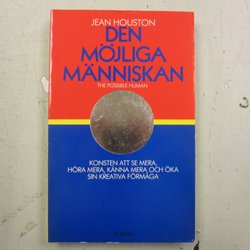 JEAN HOUSTON
DEN
MÖJLIGA
MÄNNISKAN
THE POSSIBLE HUMAN
KONSTEN ATT SE MERA,
HÖRA MERA, KÄNNA MERA OCH ÖKA
SIN KREATIVA FÖRMÅGA